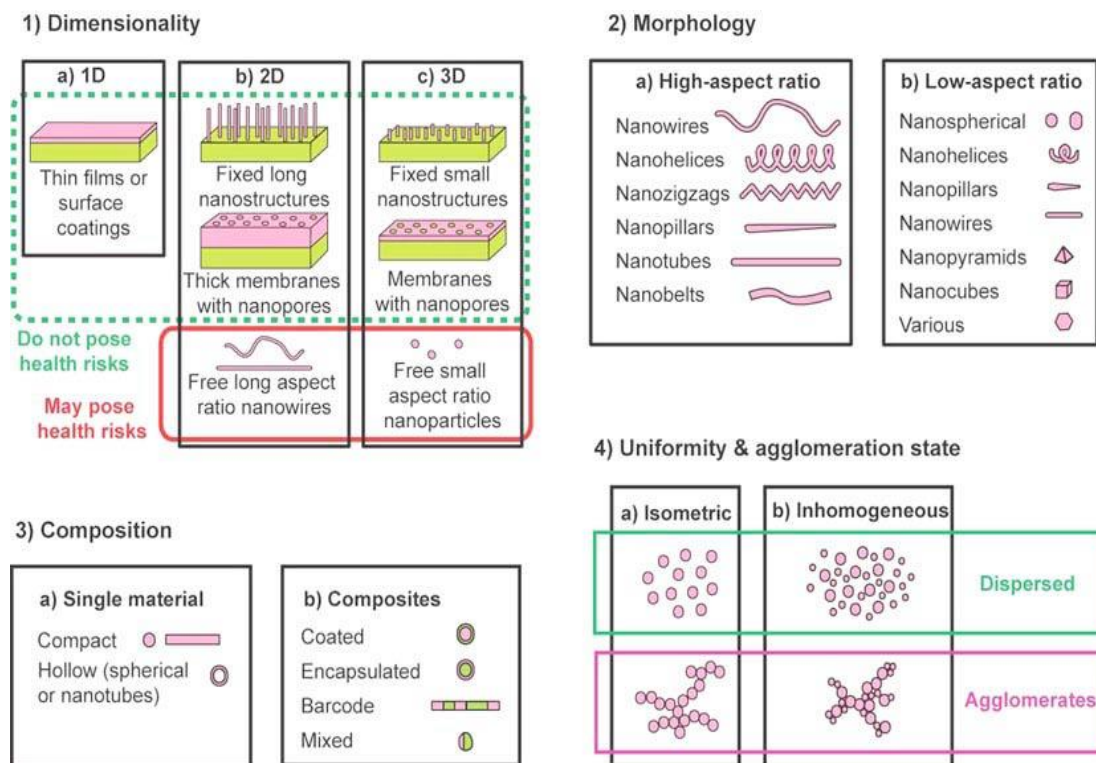 1) Dimensionality
a) 1D
b) 2D
c) 3D
Thin films or
surface
coatings
Fixed long
nanostructures
Thick membranes
with nanopores
Fixed small
nanostructures
Membranes
with nanopores
Do not pose
health risks
May pose
health risks
Free long aspect
ratio nanowires
Free small
aspect ratio
nanoparticles
2) Morphology
a) High-aspect ratio
Nanowires
Nanohelices
Nanozigzags
Nanopillars
Nanotubes
Nanobelts
b) Low-aspect ratio
Nanospherical
Nanohelices
Nanopillars
Nanowires
Nanopyramids
Nanocubes
Various
3) Composition
a) Single material
Compact
Hollow (spherical
or nanotubes)
b) Composites
Coated
Encapsulated
Barcode
Mixed
4) Uniformity & agglomeration state
a) Isometric
b) Inhomogeneous
Dispersed
Agglomerates